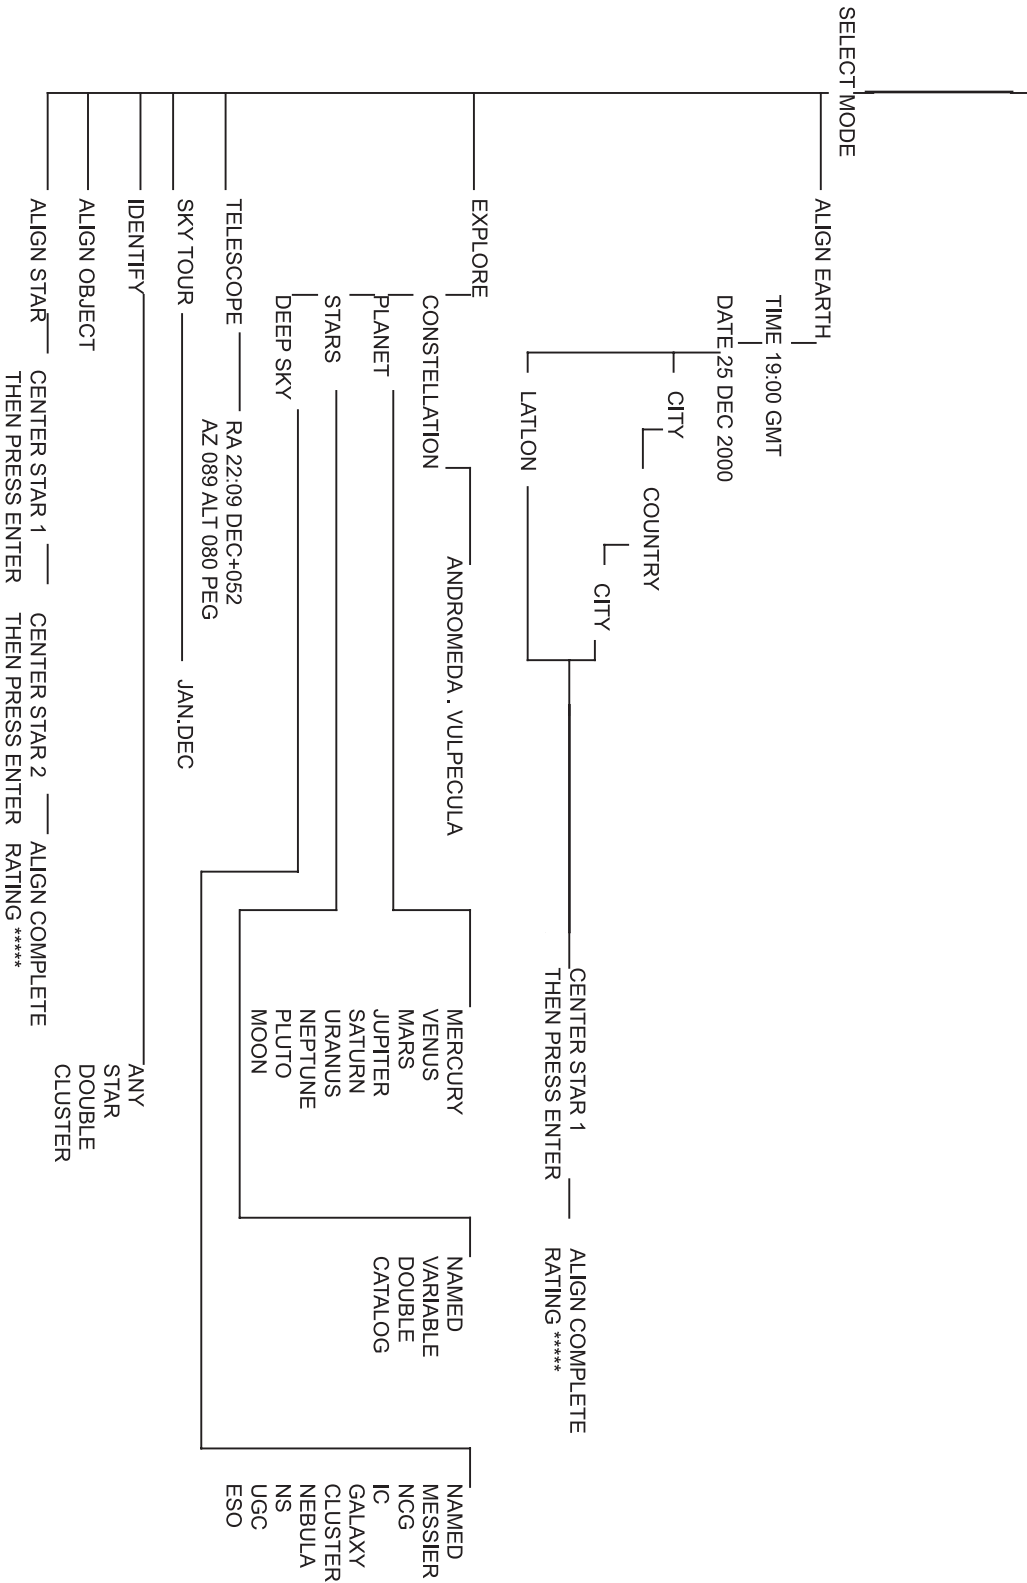 SELECT MODE
ALIGN EARTH
TIME 19:00 GMT
DATE 25 DEC 2000
CITY
COUNTRY
CITY
LATLON
CENTER STAR 1
THEN PRESS ENTER
ALIGN COMPLETE
RATING *****
EXPLORE
CONSTELLATION
ANDROMEDA . VULPECULA
PLANET
MERCURY
VENUS
MARS
JUPITER
SATURN
URANUS
NEPTUNE
PLUTO
MOON
STARS
NAMED
VARIABLE
DOUBLE
CATALOG
DEEP SKY
NAMED
MESSIER
NCG
IC
GALAXY
CLUSTER
NEBULA
NS
UGC
ESO
TELESCOPE
RA 22:09 DEC+052
AZ 089 ALT 080 PEG
SKY TOUR
JAN.DEC
IDENTIFY
ANY
STAR
DOUBLE
CLUSTER
ALIGN OBJECT
ALIGN STAR
CENTER STAR 1
THEN PRESS ENTER
CENTER STAR 2
THEN PRESS ENTER
ALIGN COMPLETE
RATING *****